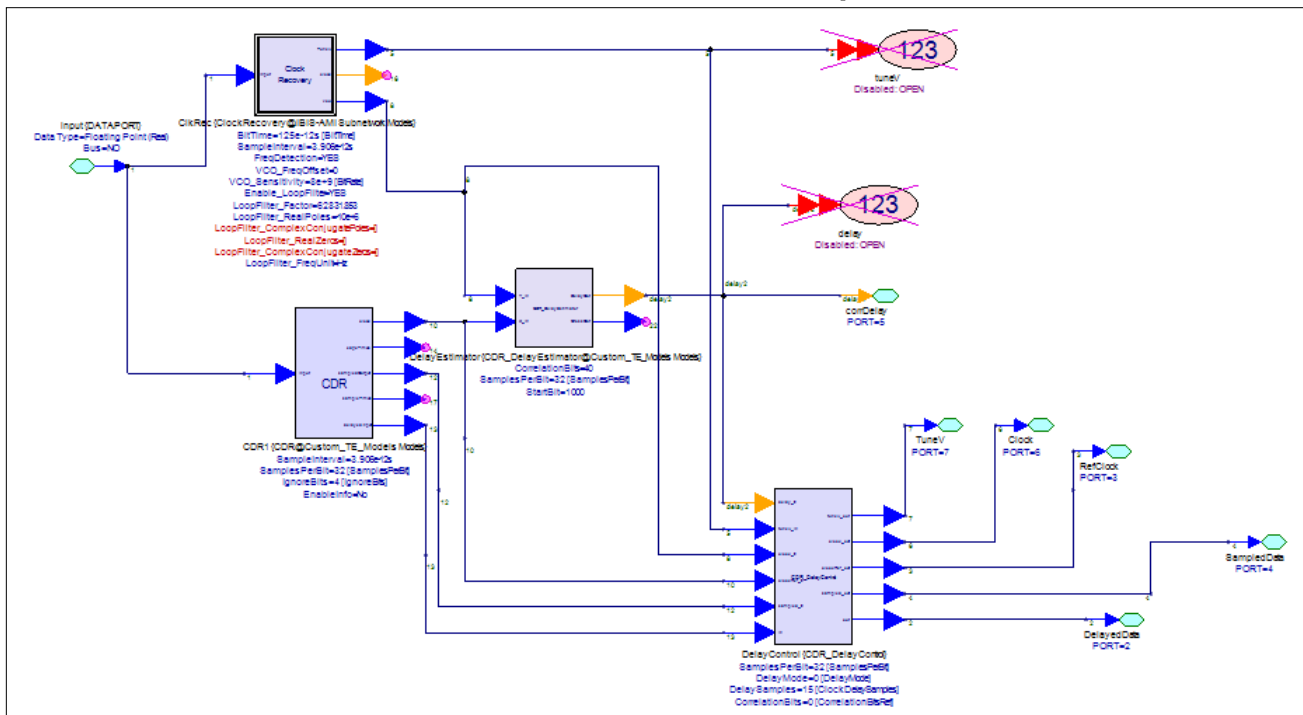 Clock
Recovery
ClkRec {ClockRecovery@IBIS-AMI Subnetwork Models}
BitTime=125e-12s [BitTime]
SampleInterval=3.906e-12s
FreqDetection=YES
VCO_FreqOffset=0
VCO_Sensitivity=8e+9 [BitRate]
Enable_LoopFilter=YES
LoopFilter_Factor=62831.853
LoopFilter_RealPoles=10e-6
LoopFilter_ComplexConjugatePoles=[]
LoopFilter_RealZeros=[]
LoopFilter_ComplexConjugateZeros=[]
LoopFilter_FreqUnit=Hz
Input {DATAPORT}
Data Type=Floating Point (Real)
Bus=NO
123
tuneV
Disabled: OPEN
123
delay
Disabled: OPEN
delay2
corrDelay
PORT=5
DelayEstimator {CDR_DelayEstimator@Custom_TE_Models Models}
CorrelationBits=40
SamplesPerBit=32 [SamplesPerBit]
StartBit=1000
CDR
CDR1 {CDR@Custom_TE_Models Models}
SampleInterval=3.906e-12s
SamplesPerBit=32 [SamplesPerBit]
IgnoreBits=4 [IgnoreBits]
EnableInfo=No
TuneV
PORT=7
Clock
PORT=6
RefClock
PORT=3
SampledData
PORT=4
DelayedData
PORT=2
delay2
CDR_DelayControl
DelayControl {CDR_DelayControl}
SamplesPerBit=32 [SamplesPerBit]
DelayMode=0 [DelayMode]
DelaySamples=15 [ClockDelaySamples]
CorrelationBits=0 [CorrelationBitsRef]